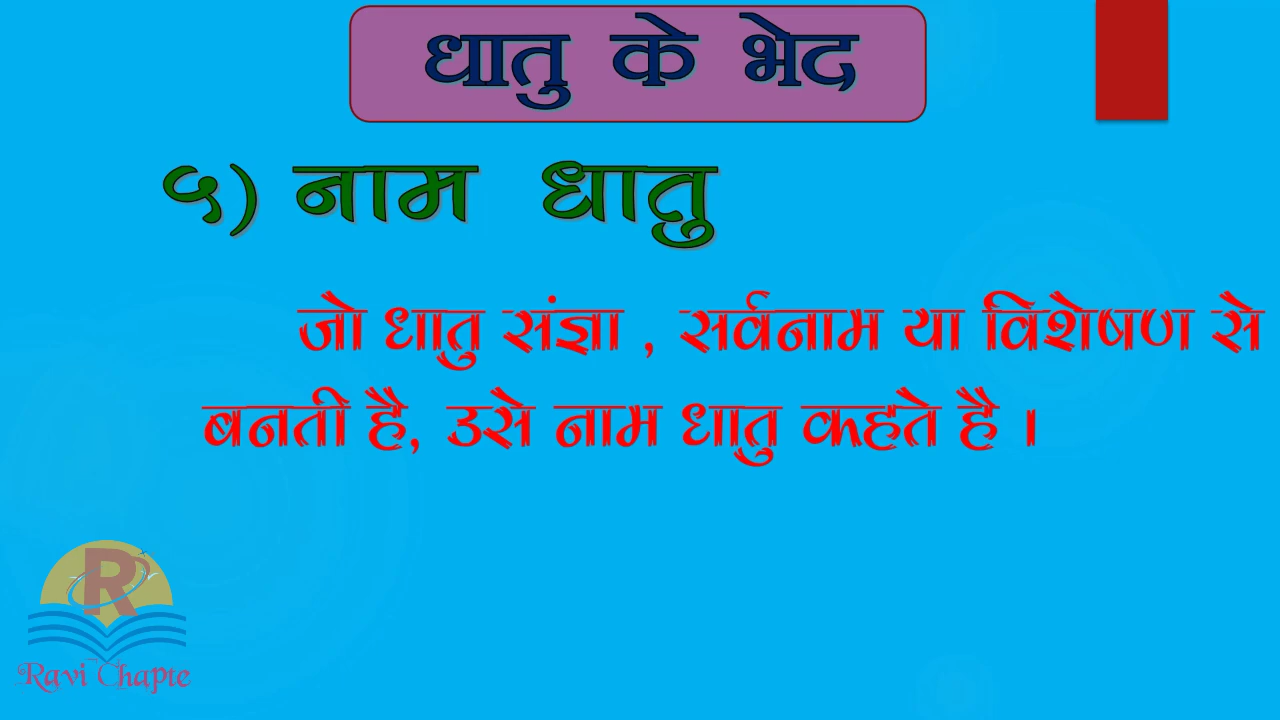 धातु के भेद
५) नाम धातु
जो धातु संज्ञा , सर्वनाम या विशेषण से
बनती है, उसे नाम धातु कहते है ।
R
Ravi Chapte